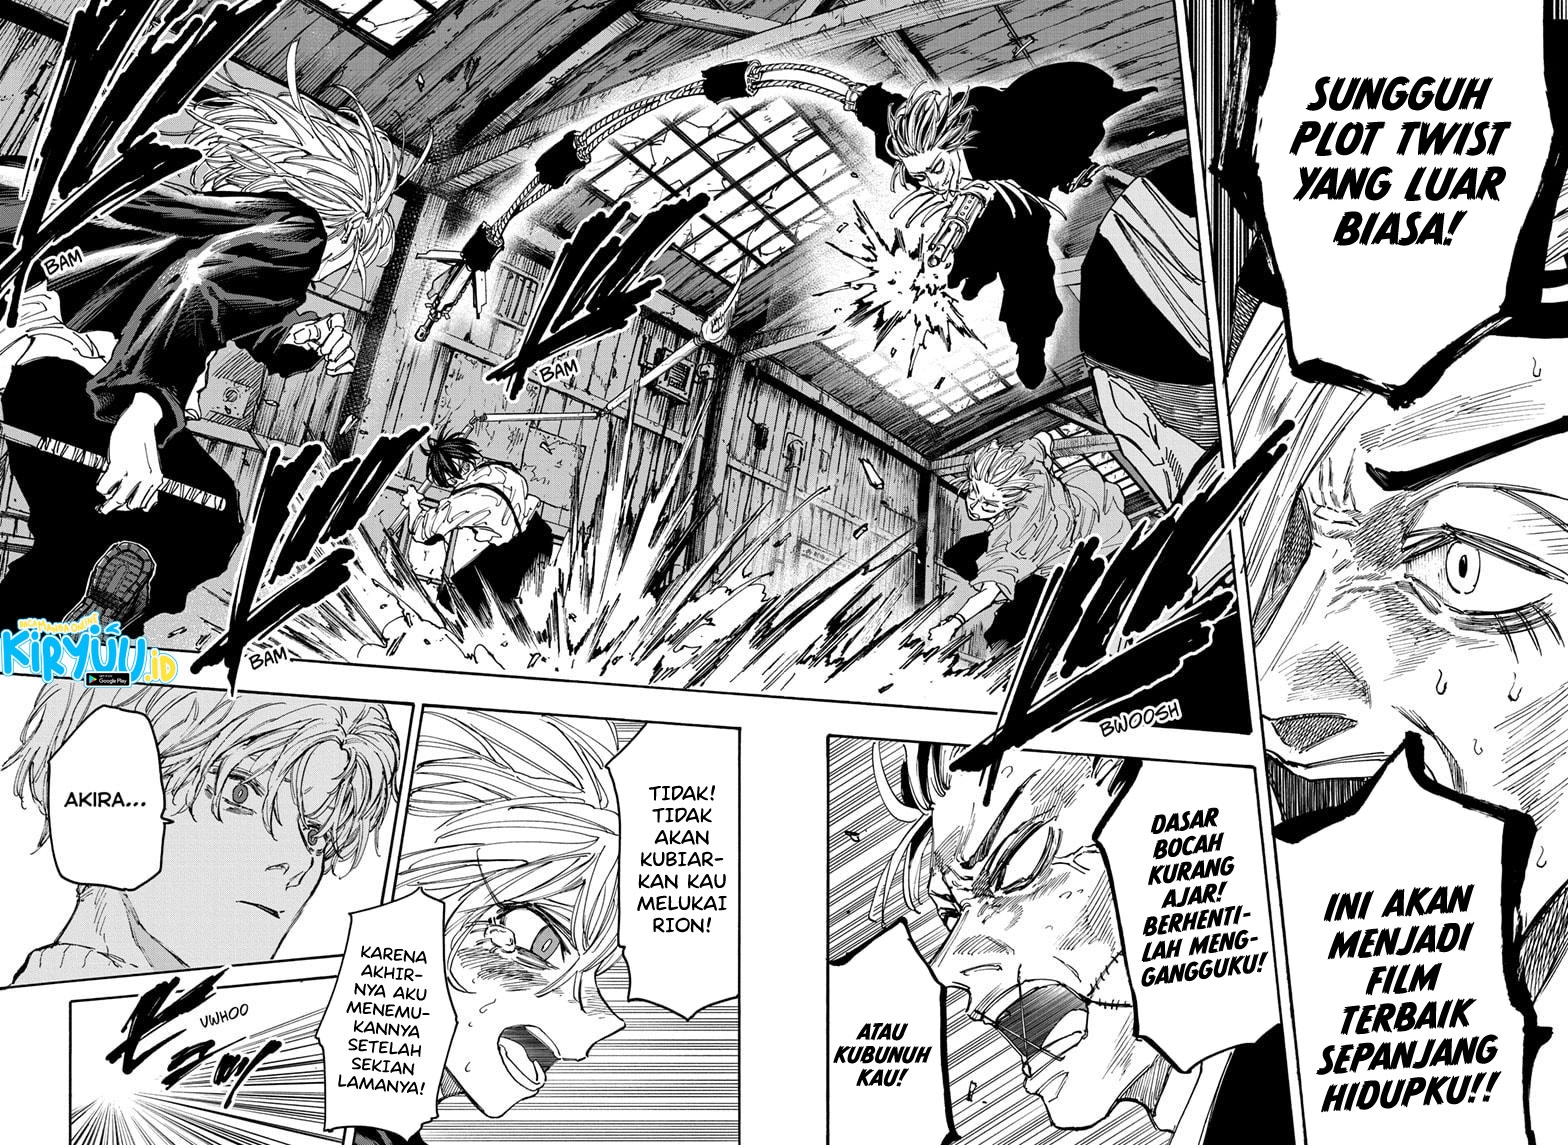 SUNGGUH
PLOT TWIST
YANG LUAR
BIASA!
INI AKAN
MENJADI
FILM
TERBAIK
SEPANJANG
HIDUPKU!!
BAM
BAM
BAM
BWOOSH
DASAR
BOCAH
KURANG
AJAR!
BERHENTI-
LAH MENG-
GANGGUKU!
ATAU
KUBUNUH
KAU!
TIDAK!
TIDAK
AKAN
KUBIAR-
KAN KAU
MELUKAI
RION!
KARENA
AKHIR-
NYA AKU
MENEMU-
KANNYA
SETELAH
SEKIAN
LAMANYA!
AKIRA...
VWHOO
KiRYUU.iD
Google Play